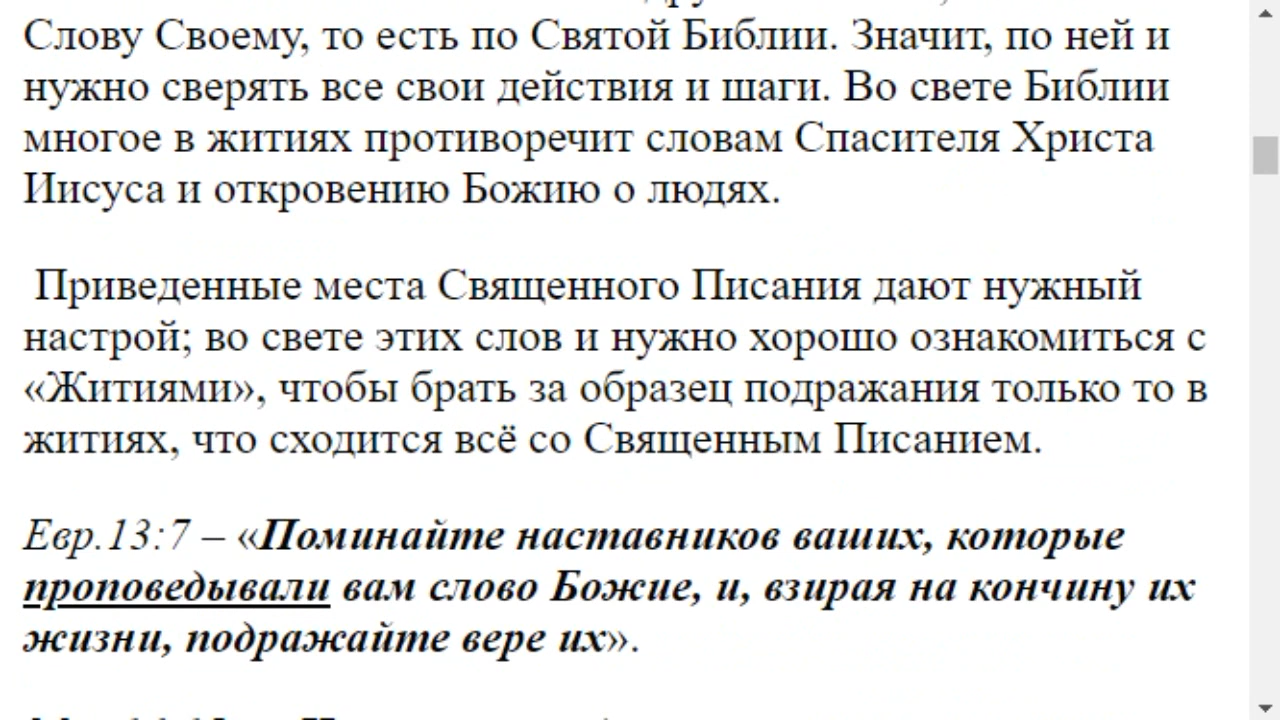 Слову Своему, то есть по Святой Библии. Значит, по ней и
нужно сверять все свои действия и шаги. Во свете Библии
многое в житиях противоречит словам Спасителя Христа
Иисуса и откровению Божию о людях.
Приведенные места Священного Писания дают нужный
настрой; во свете этих слов и нужно хорошо ознакомиться с
«Житиями», чтобы брать за образец подражания только то в
житиях, что сходится всё со Священным Писанием.
Евр.13:7 – «Поминайте наставников ваших, которые
проповедывали вам слово Божие, и, взирая на кончину их
жизни, подражайте вере их».